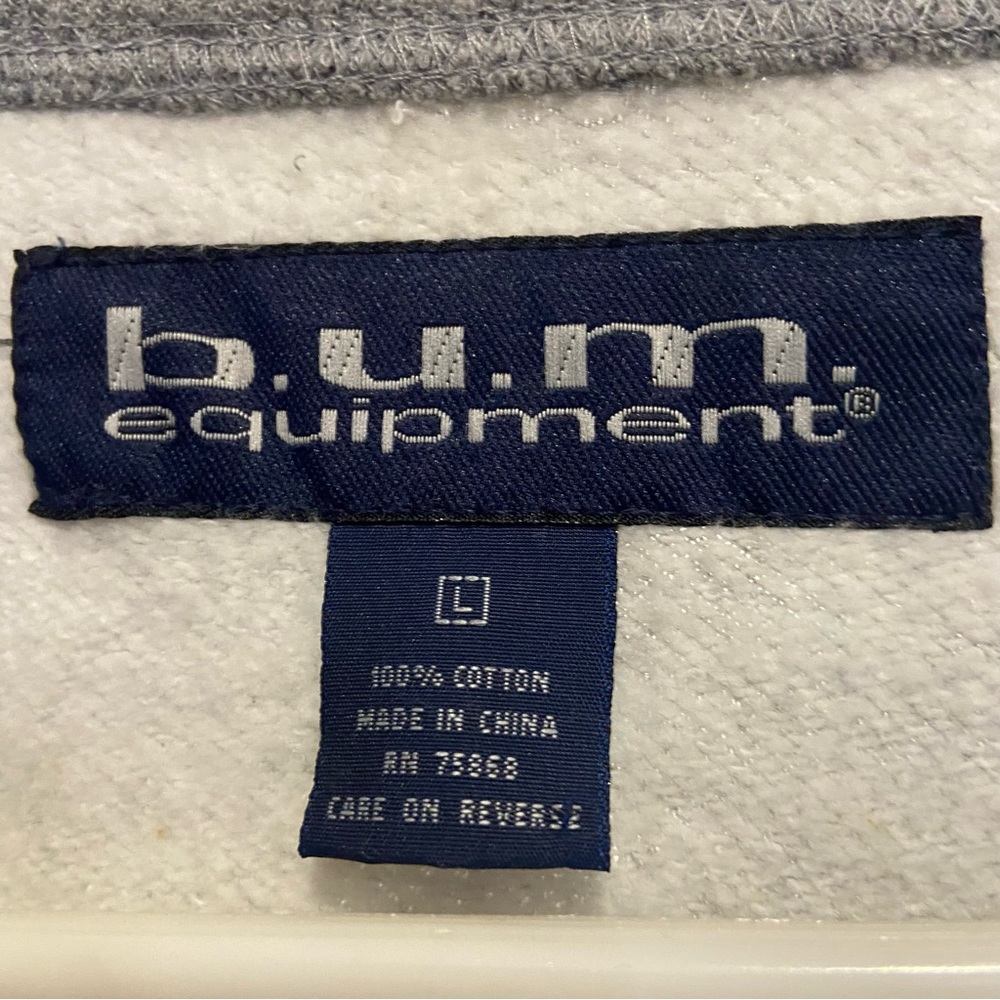 b.u.m.
equipment®
L
100% COTTON
MADE IN CHINA
RN 75868
CARE ON REVERSE